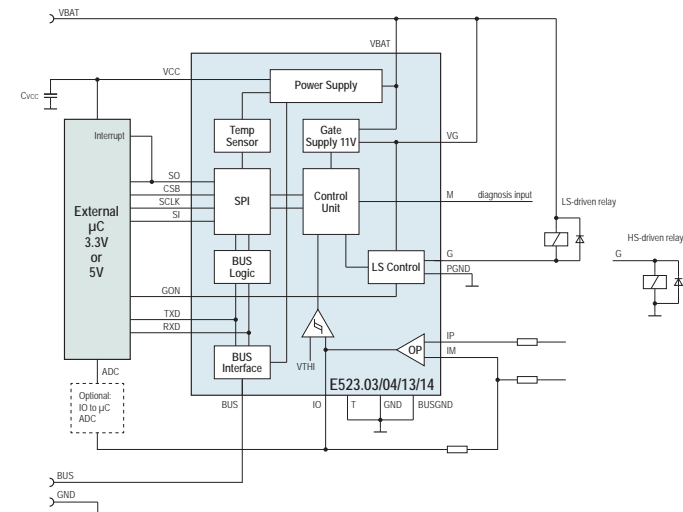 VBAT
VBAT
VCC
Power Supply
Cvcc
Interrupt
Temp
Sensor
Gate
Supply 11V
VG
SO
CSB
SCLK
SI
SPI
Control
Unit
M
diagnosis input
LS-driven relay
External
µC
3.3V
or
5V
HS-driven relay
G
G
BUS
Logic
LS Control
PGND
GON
TXD
RXD
IP
OP
IM
BUS
Interface
VTHI
ADC
E523.03/04/13/14
Optional:
IO to µC
ADC
BUS
IO
T
GND
BUSGND
BUS
GND